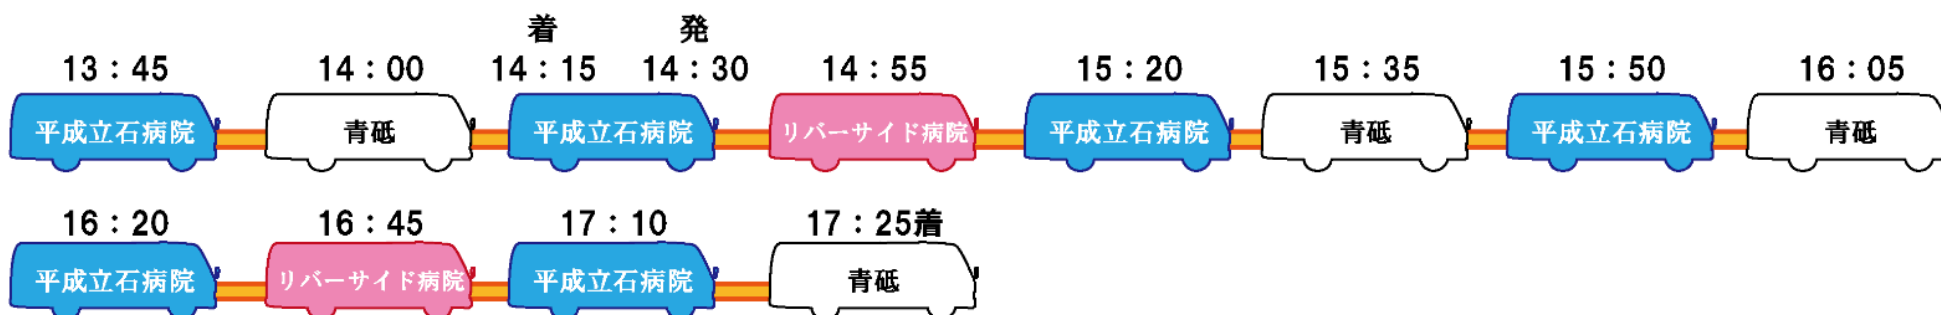 着 発
13：45 14：00 14：15 14：30 14：55 15：20 15：35 15：50 16：05
平成立石病院 青砥 平成立石病院 リバーサイド病院 平成立石病院 青砥 平成立石病院 青砥
16：20 16：45 17：10 17：25着
平成立石病院 リバーサイド病院 平成立石病院 青砥